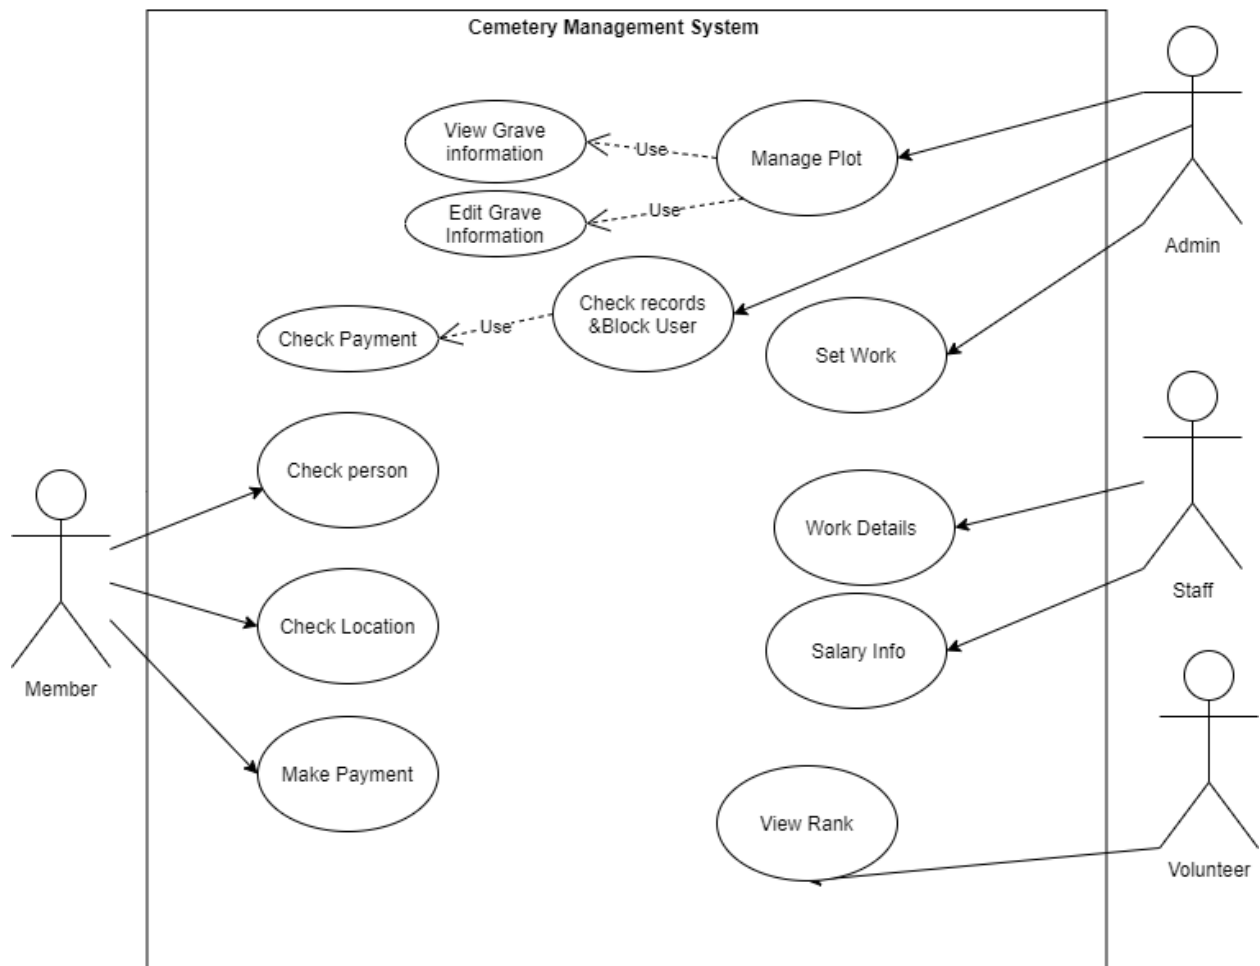 Cemetery Management System
View Grave
information
Use
Manage Plot
Edit Grave
Information
Use
Admin
Check records
&Block User
Use
Check Payment
Set Work
Check person
Work Details
Staff
Check Location
Salary Info
Member
Make Payment
View Rank
Volunteer